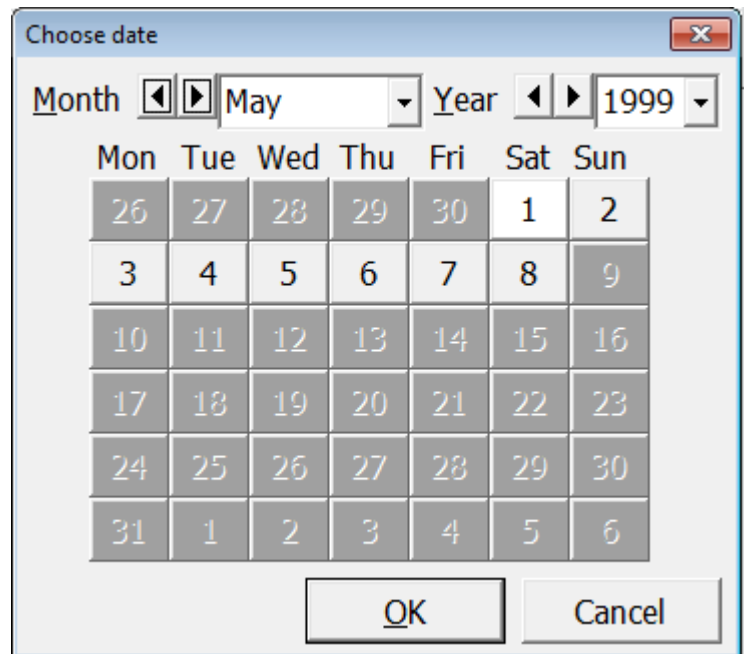 Choose date
Month May Year 1999
Mon Tue Wed Thu Fri Sat Sun
26 27 28 29 30 1 2
3 4 5 6 7 8 9
10 11 12 13 14 15 16
17 18 19 20 21 22 23
24 25 26 27 28 29 30
31 1 2 3 4 5 6
OK Cancel